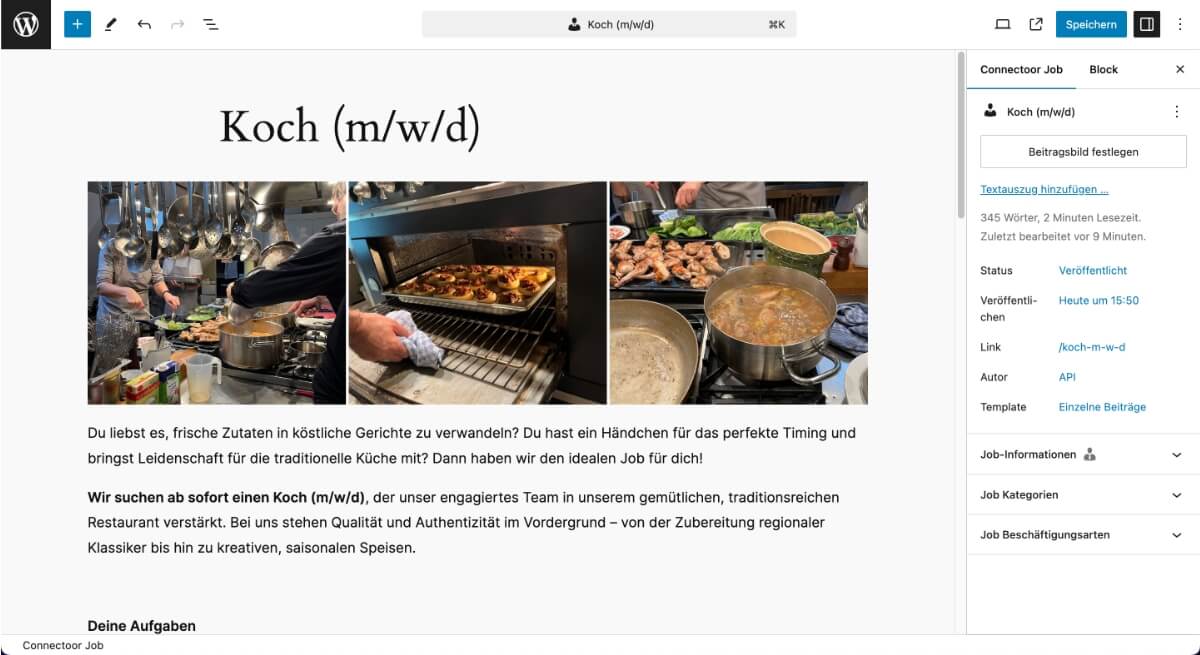 Koch (m/w/d)
⌘K
Speichern
Connectoor Job
Block
Koch (m/w/d)
Koch (m/w/d)
Beitragsbild festlegen
Textauszug hinzufügen ...
345 Wörter, 2 Minuten Lesezeit.
Zuletzt bearbeitet vor 9 Minuten.
Status Veröffentlicht
Veröffentli-
chen Heute um 15:50
Link /koch-m-w-d
Autor API
Template Einzelne Beiträge
Job-Informationen
Job Kategorien
Job Beschäftigungsarten
Du liebst es, frische Zutaten in köstliche Gerichte zu verwandeln? Du hast ein Händchen für das perfekte Timing und
bringst Leidenschaft für die traditionelle Küche mit? Dann haben wir den idealen Job für dich!
Wir suchen ab sofort einen Koch (m/w/d), der unser engagiertes Team in unserem gemütlichen, traditionsreichen
Restaurant verstärkt. Bei uns stehen Qualität und Authentizität im Vordergrund – von der Zubereitung regionaler
Klassiker bis hin zu kreativen, saisonalen Speisen.
Deine Aufgaben
Connectoor Job